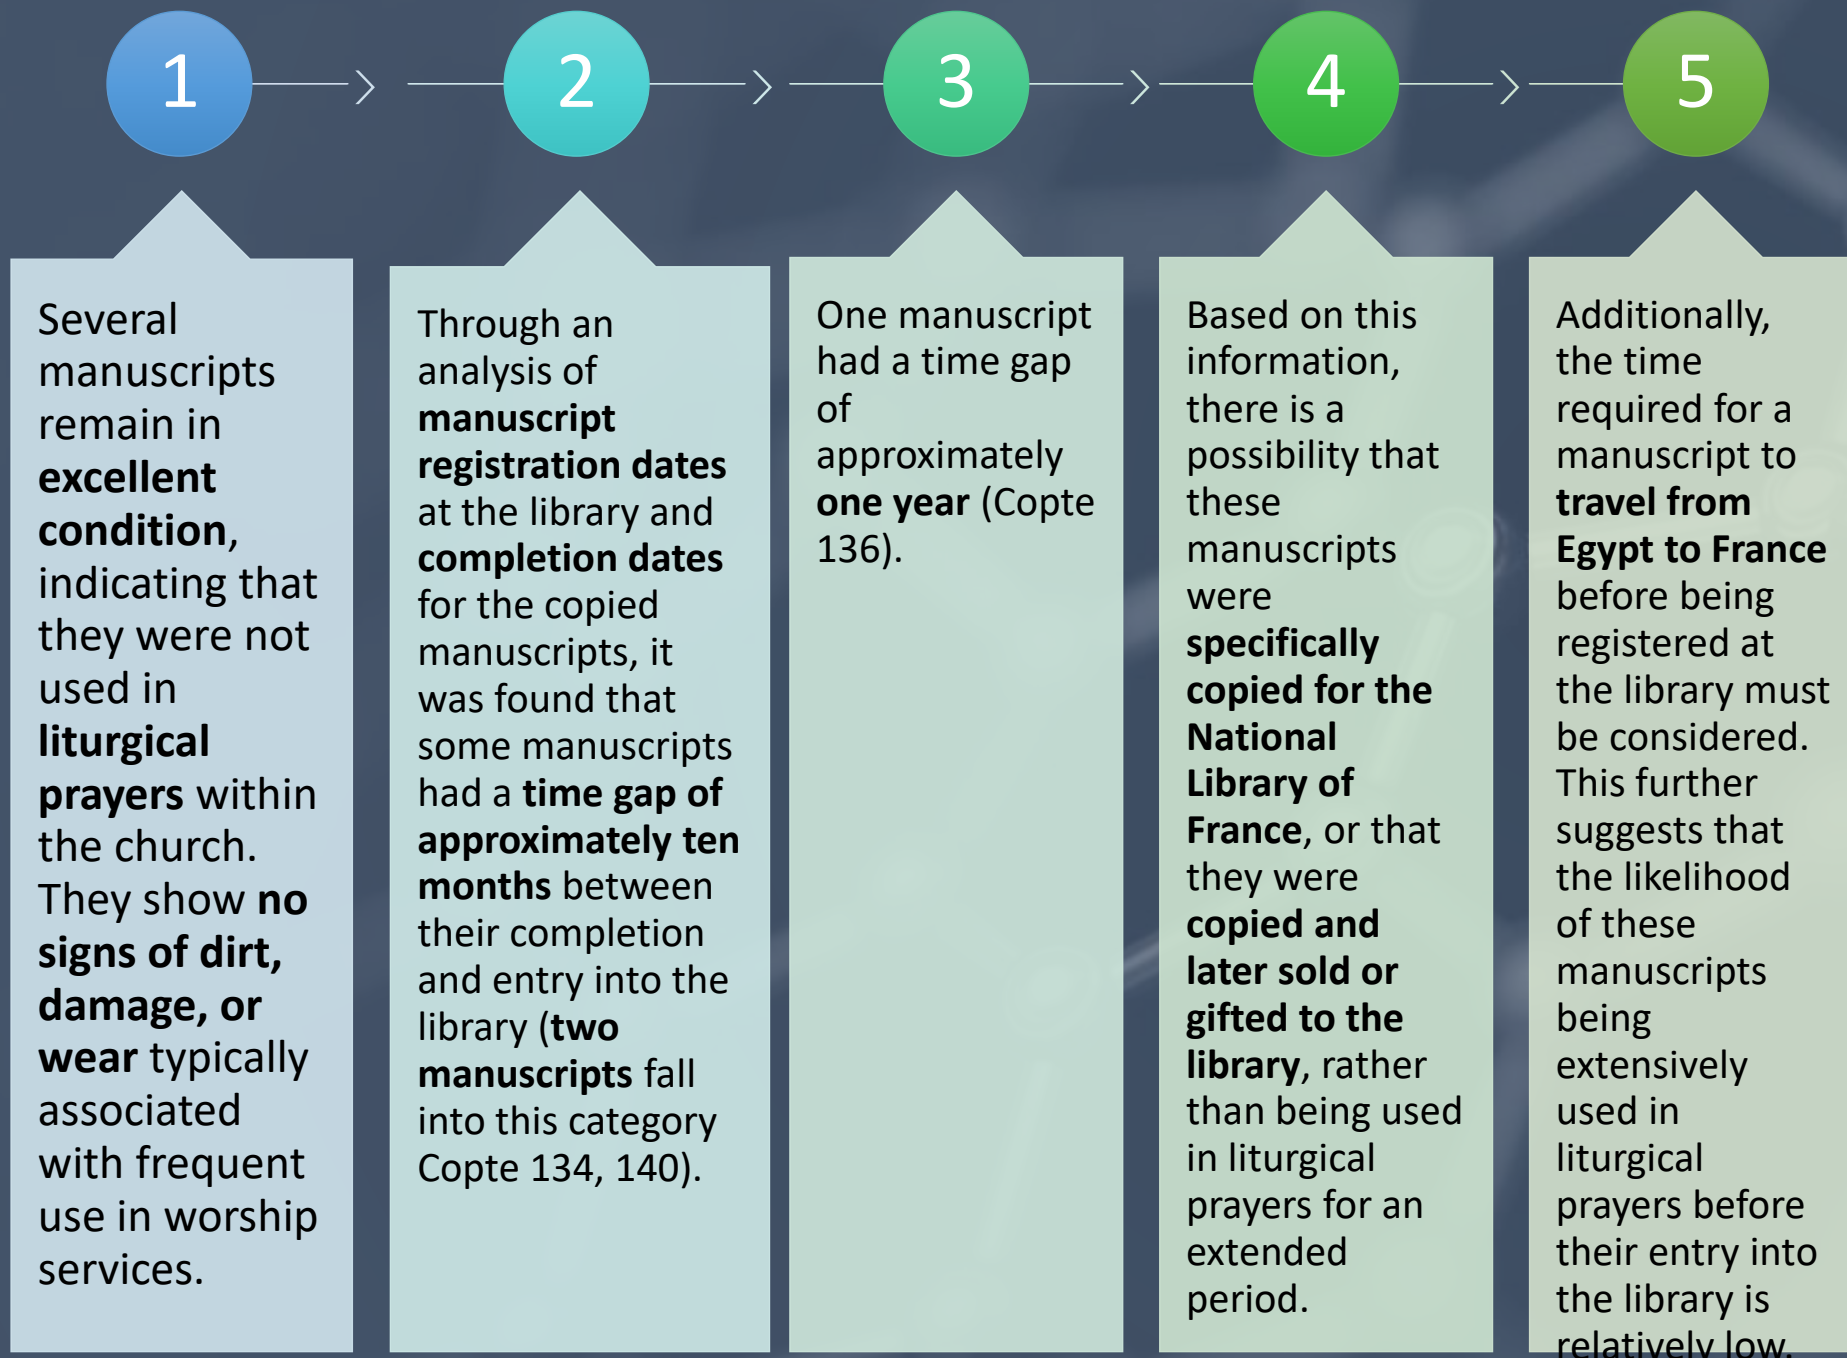 1
2
3
4
5
Several
manuscripts
remain in
excellent
condition,
indicating that
they were not
used in
liturgical
prayers within
the church.
They show no
signs of dirt,
damage, or
wear typically
associated
with frequent
use in worship
services.
Through an
analysis of
manuscript
registration dates
at the library and
completion dates
for the copied
manuscripts, it
was found that
some manuscripts
had a time gap of
approximately ten
months between
their completion
and entry into the
library (two
manuscripts fall
into this category
Copte 134, 140).
One manuscript
had a time gap
of
approximately
one year (Copte
136).
Based on this
information,
there is a
possibility that
these
manuscripts
were
specifically
copied for the
National
Library of
France, or that
they were
copied and
later sold or
gifted to the
library, rather
than being used
in liturgical
prayers for an
extended
period.
Additionally,
the time
required for a
manuscript to
travel from
Egypt to France
before being
registered at
the library must
be considered.
This further
suggests that
the likelihood
of these
manuscripts
being
extensively
used in
liturgical
prayers before
their entry into
the library is
relatively low.